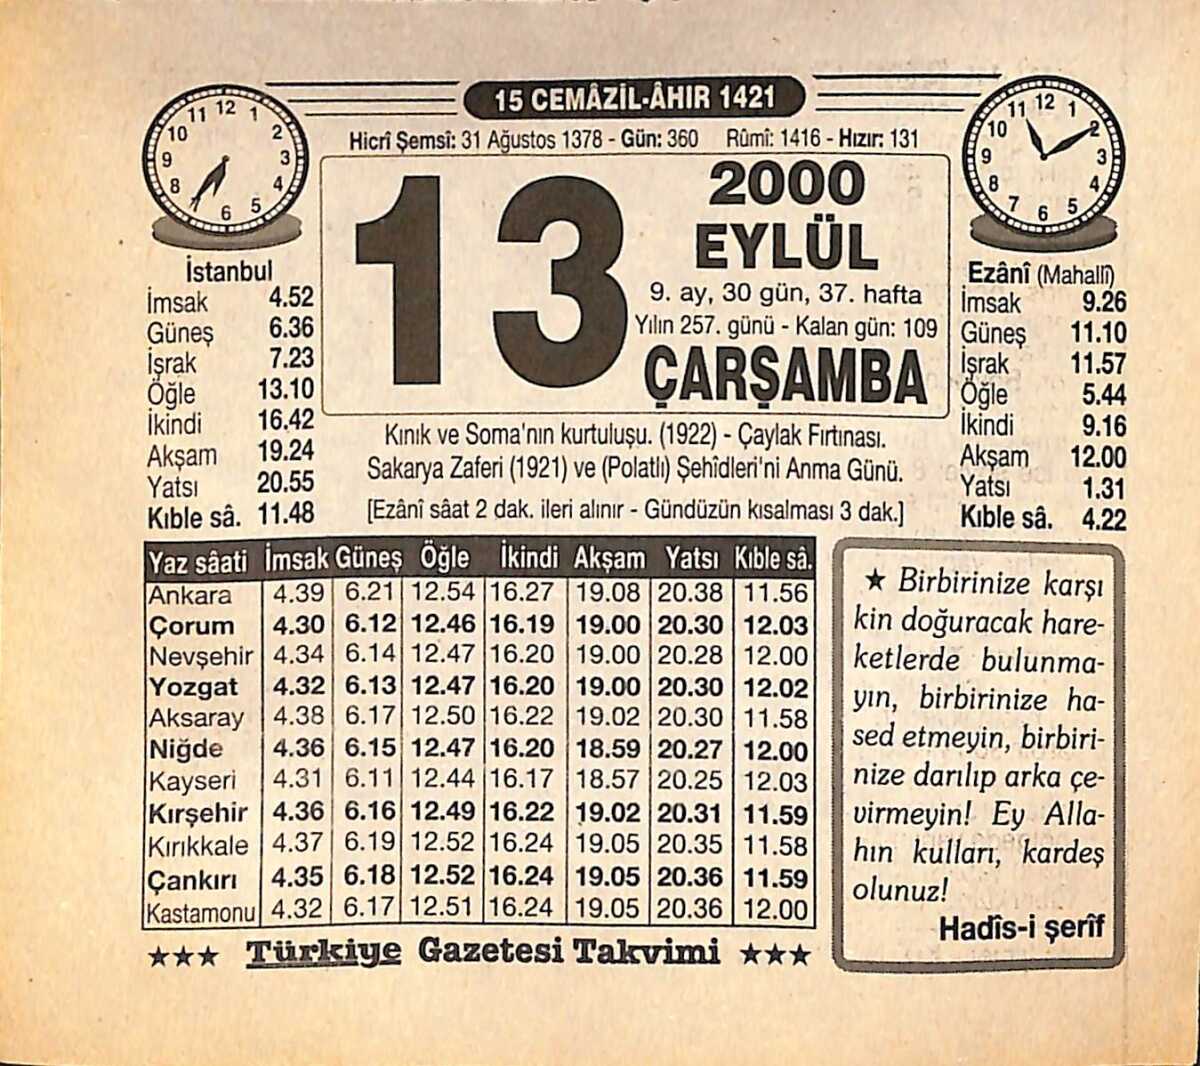 15 CEMÂZİL-ÂHIR 1421
Hicrî Şemsî: 31 Ağustos 1378 - Gün: 360 Rûmî: 1416 - Hızır: 131
11 12 1
10 2
9 3
8 4
6 5
13
2000
EYLÜL
9. ay, 30 gün, 37. hafta
Yılın 257. günü - Kalan gün: 109
ÇARŞAMBA
11 12 1
10 2
9 3
8 4
7 6 5
İstanbul
İmsak 4.52
Güneş 6.36
İşrak 7.23
Öğle 13.10
İkindi 16.42
Akşam 19.24
Yatsı 20.55
Kıble sâ. 11.48
Ezânî (Mahallî)
İmsak 9.26
Güneş 11.10
İşrak 11.57
Öğle 5.44
İkindi 9.16
Akşam 12.00
Yatsı 1.31
Kıble sâ. 4.22
Kınık ve Soma'nın kurtuluşu. (1922) - Çaylak Fırtınası.
Sakarya Zaferi (1921) ve (Polatlı) Şehîdleri'ni Anma Günü.
[Ezânî sâat 2 dak. ileri alınır - Gündüzün kısalması 3 dak.]
Yaz sâati İmsak Güneş Öğle İkindi Akşam Yatsı Kıble sâ.
Ankara 4.39 6.21 12.54 16.27 19.08 20.38 11.56
Çorum 4.30 6.12 12.46 16.19 19.00 20.30 12.03
Nevşehir 4.34 6.14 12.47 16.20 19.00 20.28 12.00
Yozgat 4.32 6.13 12.47 16.20 19.00 20.30 12.02
Aksaray 4.38 6.17 12.50 16.22 19.02 20.30 11.58
Niğde 4.36 6.15 12.47 16.20 18.59 20.27 12.00
Kayseri 4.31 6.11 12.44 16.17 18.57 20.25 12.03
Kırşehir 4.36 6.16 12.49 16.22 19.02 20.31 11.59
Kırıkkale 4.37 6.19 12.52 16.24 19.05 20.35 11.58
Çankırı 4.35 6.18 12.52 16.24 19.05 20.36 11.59
Kastamonu 4.32 6.17 12.51 16.24 19.05 20.36 12.00
★★★ Türkiye Gazetesi Takvimi ★★★
★ Birbirinize karşı
kin doğuracak hare-
ketlerde bulunma-
yın, birbirinize ha-
sed etmeyin, birbiri-
nize darılıp arka çe-
virmeyin! Ey Alla-
hın kulları, kardeş
olunuz!
Hadîs-i şerîf